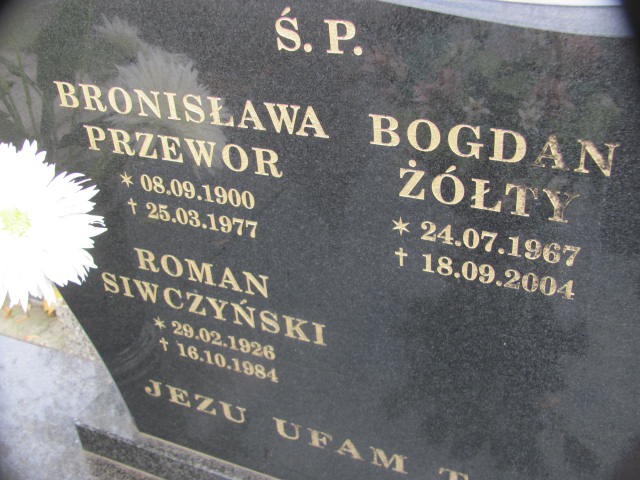 Ś. P.
BRONISŁAWA
PRZEWOR
✶ 08.09.1900
† 25.03.1977
ROMAN
SIWCZYŃSKI
✶ 29.02.1926
† 16.10.1984
BOGDAN
ŻÓŁTY
✶ 24.07.1967
† 18.09.2004
JEZU UFAM T